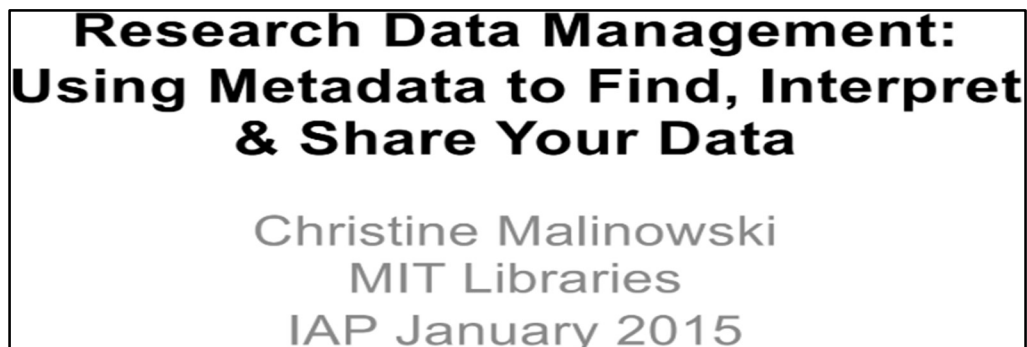 Research Data Management:
Using Metadata to Find, Interpret
& Share Your Data
Christine Malinowski
MIT Libraries
IAP January 2015